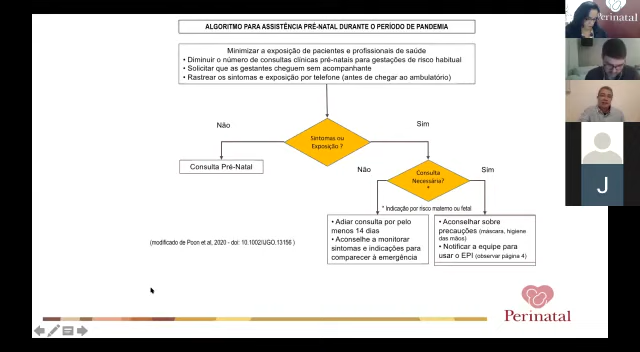 ALGORITMO PARA ASSISTÊNCIA PRÉ-NATAL DURANTE O PERÍODO DE PANDEMIA
Minimizar a exposição de pacientes e profissionais de saúde
• Diminuir o número de consultas clínicas pré-natais para gestações de risco habitual
• Solicitar que as gestantes cheguem sem acompanhante
• Rastrear os sintomas e exposição por telefone (antes de chegar ao ambulatório)
Não
Sim
Sintomas ou
Exposição ?
Consulta Pré-Natal
Não
Sim
Consulta
Necessária?
*
* Indicação por risco materno ou fetal
• Adiar consulta por pelo
menos 14 dias
• Aconselhe a monitorar
sintomas e indicações para
comparecer à emergência
• Aconselhar sobre
precauções (máscara, higiene
das mãos)
• Notificar a equipe para
usar o EPI (observar página 4)
(modificado de Poon et al, 2020 - doi: 10.1002/UGO.13156 )
Perinatal
Perinatal
J